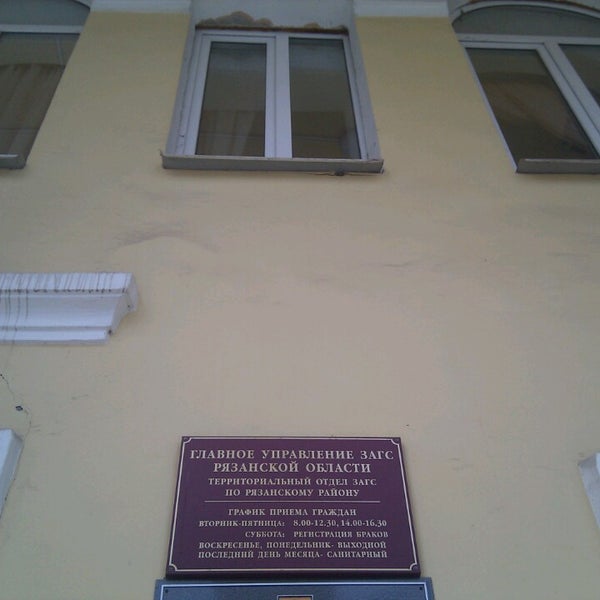 ГЛАВНОЕ УПРАВЛЕНИЕ ЗАГС
РЯЗАНСКОЙ ОБЛАСТИ
ТЕРРИТОРИАЛЬНЫЙ ОТДЕЛ ЗАГС
ПО РЯЗАНСКОМУ РАЙОНУ
ГРАФИК ПРИЕМА ГРАЖДАН
ВТОРНИК-ПЯТНИЦА: 8.00-12.30, 14.00-16.30
СУББОТА: РЕГИСТРАЦИЯ БРАКОВ
ВОСКРЕСЕНЬЕ, ПОНЕДЕЛЬНИК- ВЫХОДНОЙ
ПОСЛЕДНИЙ ДЕНЬ МЕСЯЦА- САНИТАРНЫЙ